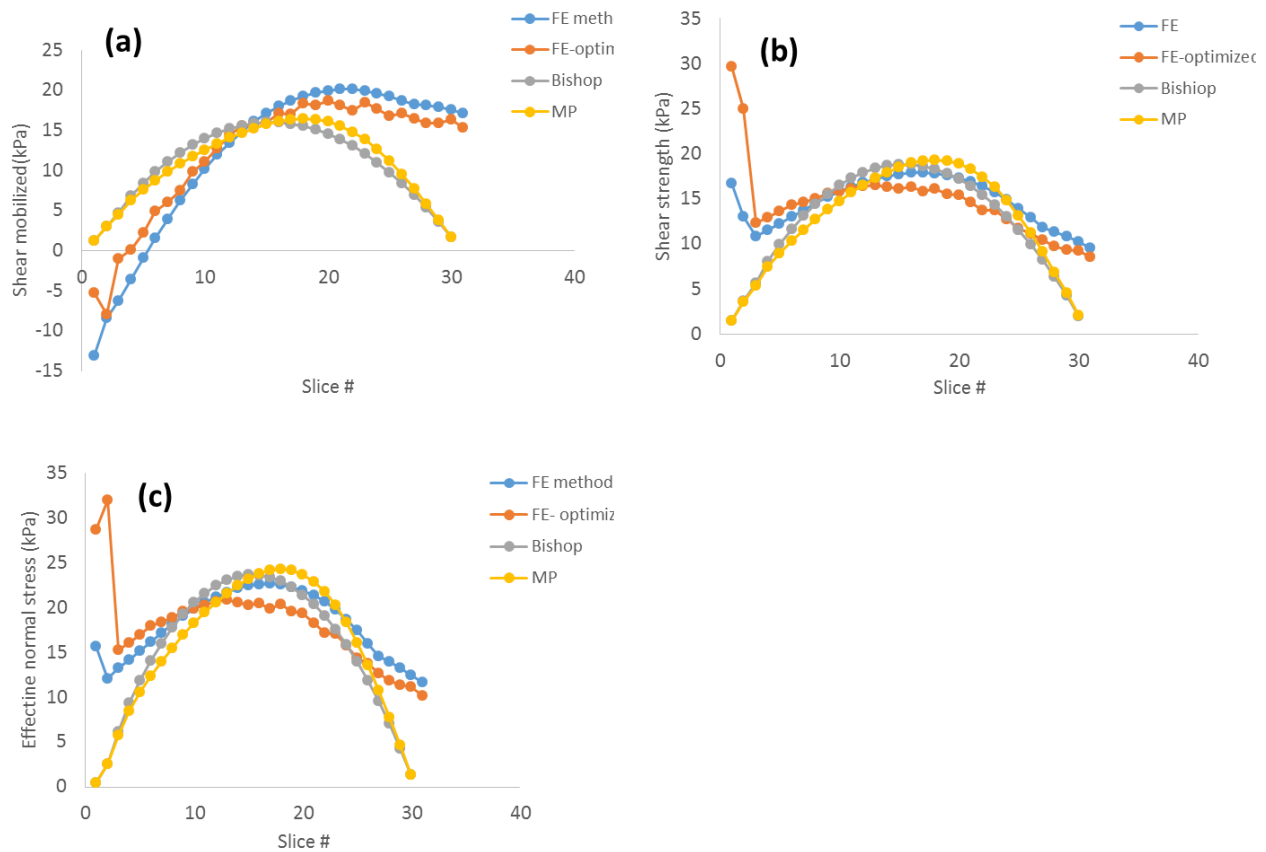 (a)
FE meth
FE-optim
Bishop
MP
25
20
15
10
5
0
-5
-10
-15
0
10
20
30
40
Shear mobilized(kPa)
Slice #
(b)
FE
FE-optimized
Bishiop
MP
35
30
25
20
15
10
5
0
0
10
20
30
40
Shear strength (kPa)
Slice #
(c)
FE method
FE- optimiz
Bishop
MP
35
30
25
20
15
10
5
0
0
10
20
30
40
Effectine normal stress (kPa)
Slice #